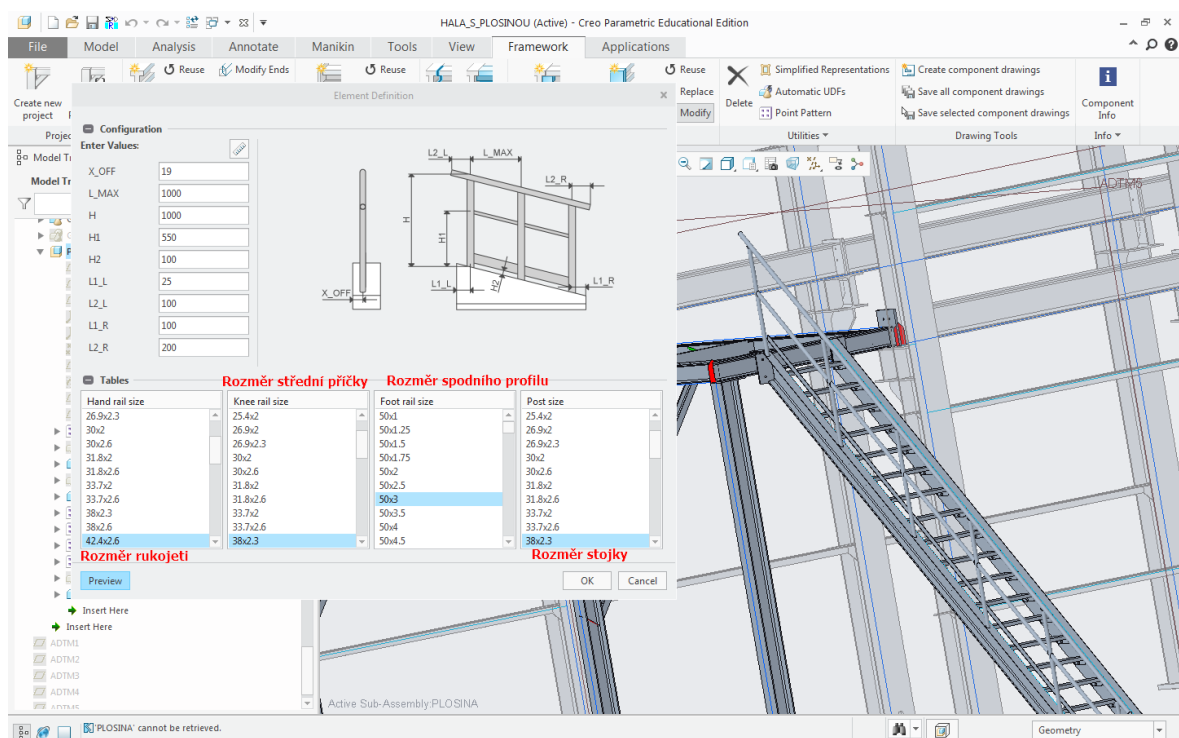 HALA_S_PLOSINOU (Active) - Creo Parametric Educational Edition
File Model Analysis Annotate Manikin Tools View Framework Applications
Reuse Modify Ends Reuse Reuse Simplified Representations Create component drawings
Create new Replace Delete Automatic UDFs Save all component drawings Component
project Modify Point Pattern Save selected component drawings Info
Projec Utilities Drawing Tools Info
Element Definition
Model Tr
Model Tr
Configuration
Enter Values:
X_OFF 19
L_MAX 1000
H 1000
H1 550
H2 100
L1_L 25
L2_L 100
L1_R 100
L2_R 200
L2_L L_MAX
L2_R
H
H1
L1_L H2 L1_R
X_OFF
ADTM5
Tables
Rozměr střední příčky Rozměr spodního profilu
Hand rail size Knee rail size Foot rail size Post size
26.9x2.3 25.4x2 50x1 25.4x2
30x2 26.9x2 50x1.25 26.9x2
30x2.6 26.9x2.3 50x1.5 26.9x2.3
31.8x2 30x2 50x1.75 30x2
31.8x2.6 30x2.6 50x2 30x2.6
33.7x2 31.8x2 50x2.5 31.8x2
33.7x2.6 31.8x2.6 50x3 31.8x2.6
38x2.3 33.7x2 50x3.5 33.7x2
38x2.6 33.7x2.6 50x4 33.7x2.6
42.4x2.6 38x2.3 50x4.5 38x2.3
Rozměr rukojeti Rozměr stojky
Preview OK Cancel
Insert Here
Insert Here
ADTM1
ADTM2
ADTM3
ADTM4
ADTM5
Active Sub-Assembly:PLOSINA
'PLOSINA' cannot be retrieved.
Geometry